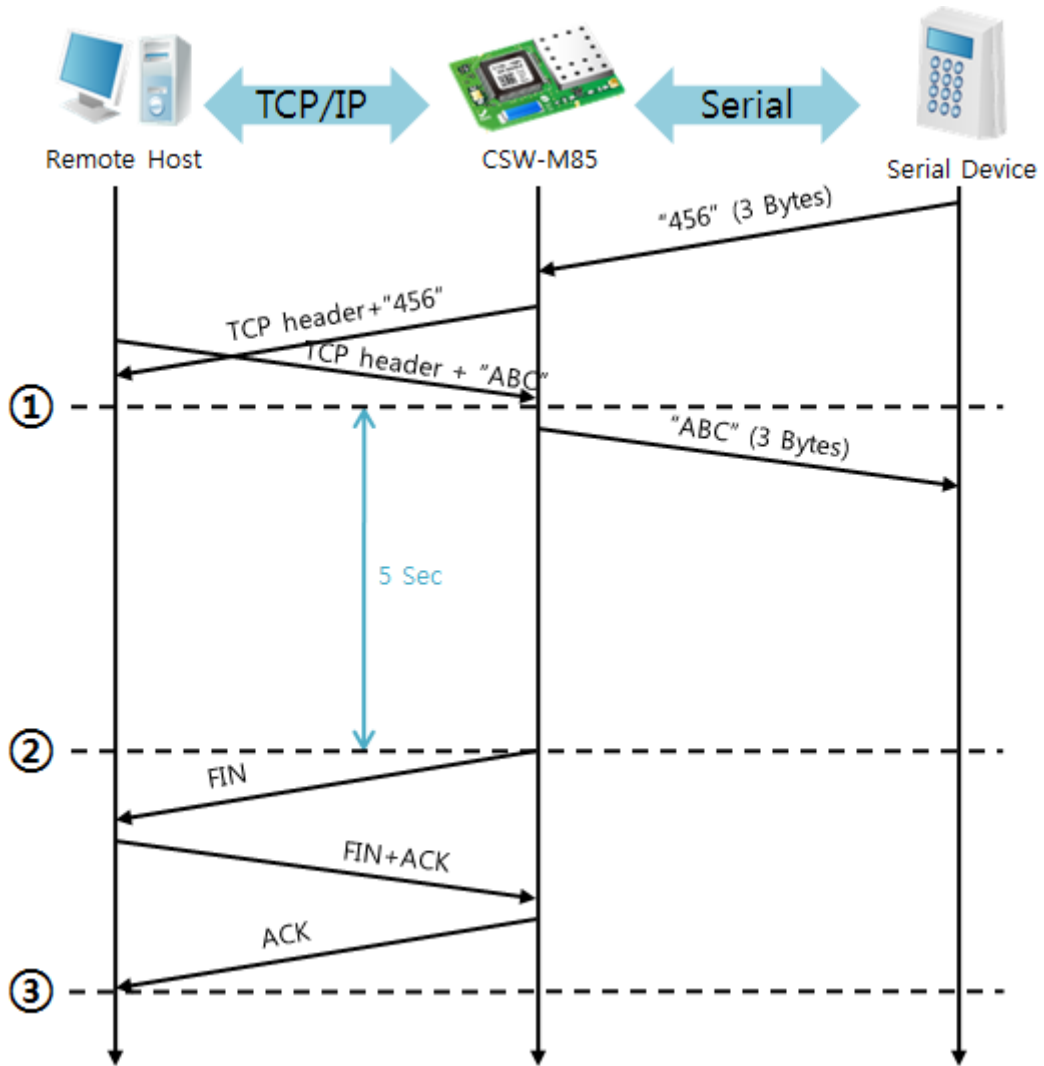 TCP/IP
Serial
Remote Host
CSW-M85
Serial Device
"456" (3 Bytes)
TCP header+"456"
TCP header + "ABC"
①
"ABC" (3 Bytes)
5 Sec
②
FIN
FIN+ACK
ACK
③